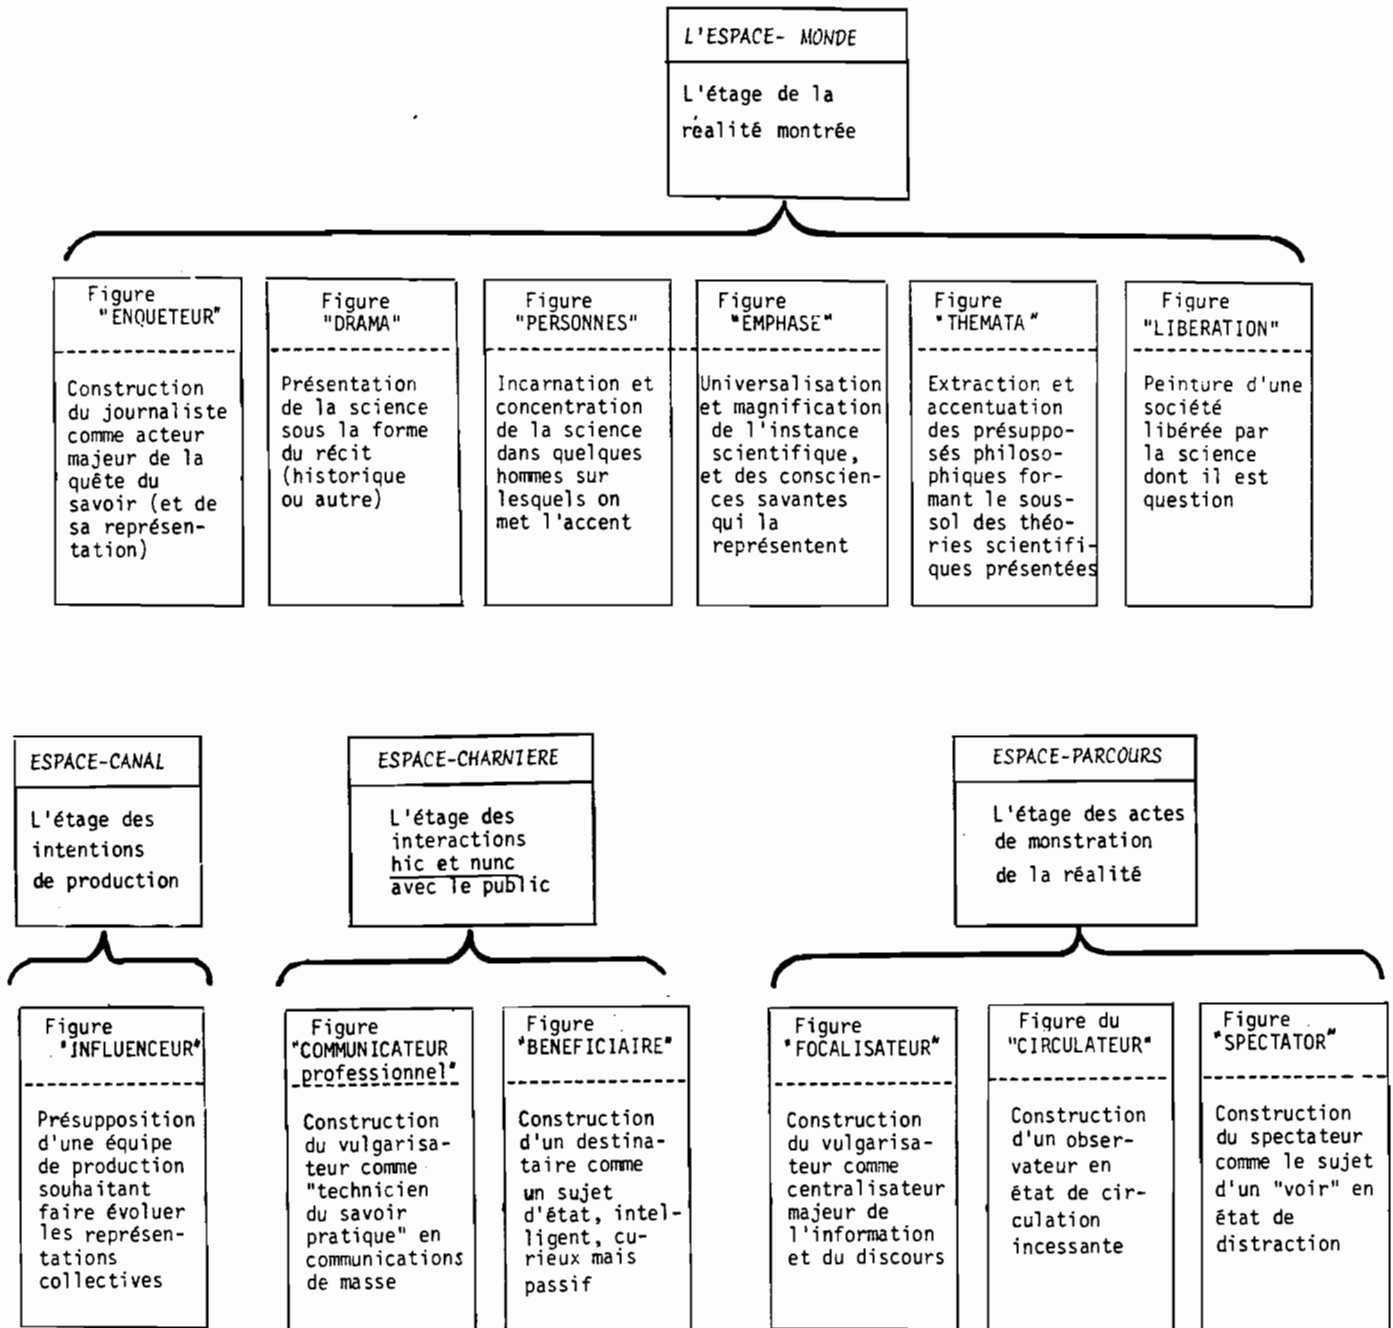 L'ESPACE- MONDE
L'étage de la
réalité montrée
Figure
"ENQUETEUR"
Construction
du journaliste
comme acteur
majeur de la
quête du
savoir (et de
sa représen-
tation)
Figure
"DRAMA"
Présentation
de la science
sous la forme
du récit
(historique
ou autre)
Figure
"PERSONNES"
Incarnation et
concentration
de la science
dans quelques
hommes sur
lesquels on
met l'accent
Figure
"EMPHASE"
Universalisation
et magnification
de l'instance
scientifique,
et des conscien-
ces savantes
qui la
représentent
Figure
"THEMATA"
Extraction et
accentuation
des présuppo-
sés philoso-
phiques for-
mant le sous-
sol des théo-
ries scientifi-
ques présentées
Figure
"LIBERATION"
Peinture d'une
société
libérée par
la science
dont il est
question
ESPACE-CANAL
L'étage des
intentions
de production
ESPACE-CHARNIERE
L'étage des
interactions
hic et nunc
avec le public
ESPACE-PARCOURS
L'étage des actes
de monstration
de la réalité
Figure
"INFLUENCEUR"
Présupposition
d'une équipe
de production
souhaitant
faire évoluer
les représen-
tations
collectives
Figure
"COMMUNICATEUR
professionnel"
Construction
du vulgarisa-
teur comme
"technicien
du savoir
pratique" en
communications
de masse
Figure
"BENEFICIAIRE"
Construction
d'un destina-
taire comme
un sujet
d'état, intel-
ligent, cu-
rieux mais
passif
Figure
"FOCALISATEUR"
Construction
du vulgarisa-
teur comme
centralisateur
majeur de
l'information
et du discours
Figure du
"CIRCULATEUR"
Construction
d'un obser-
vateur en
état de cir-
culation
incessante
Figure
"SPECTATOR"
Construction
du spectateur
comme le sujet
d'un "voir" en
état de
distraction